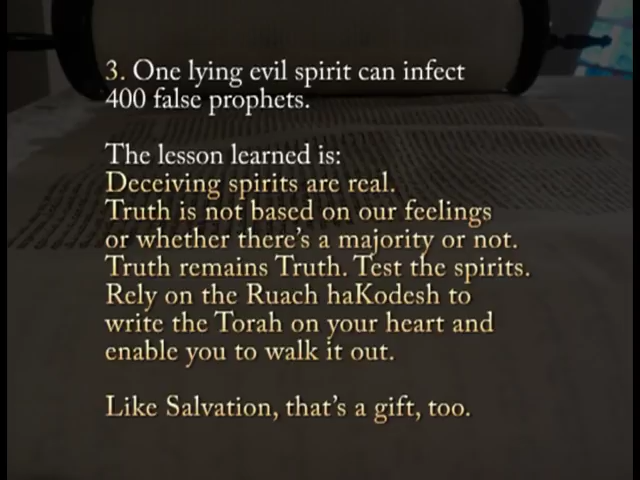 3. One lying evil spirit can infect
400 false prophets.
The lesson learned is:
Deceiving spirits are real.
Truth is not based on our feelings
or whether there's a majority or not.
Truth remains Truth. Test the spirits.
Rely on the Ruach haKodesh to
write the Torah on your heart and
enable you to walk it out.
Like Salvation, that's a gift, too.